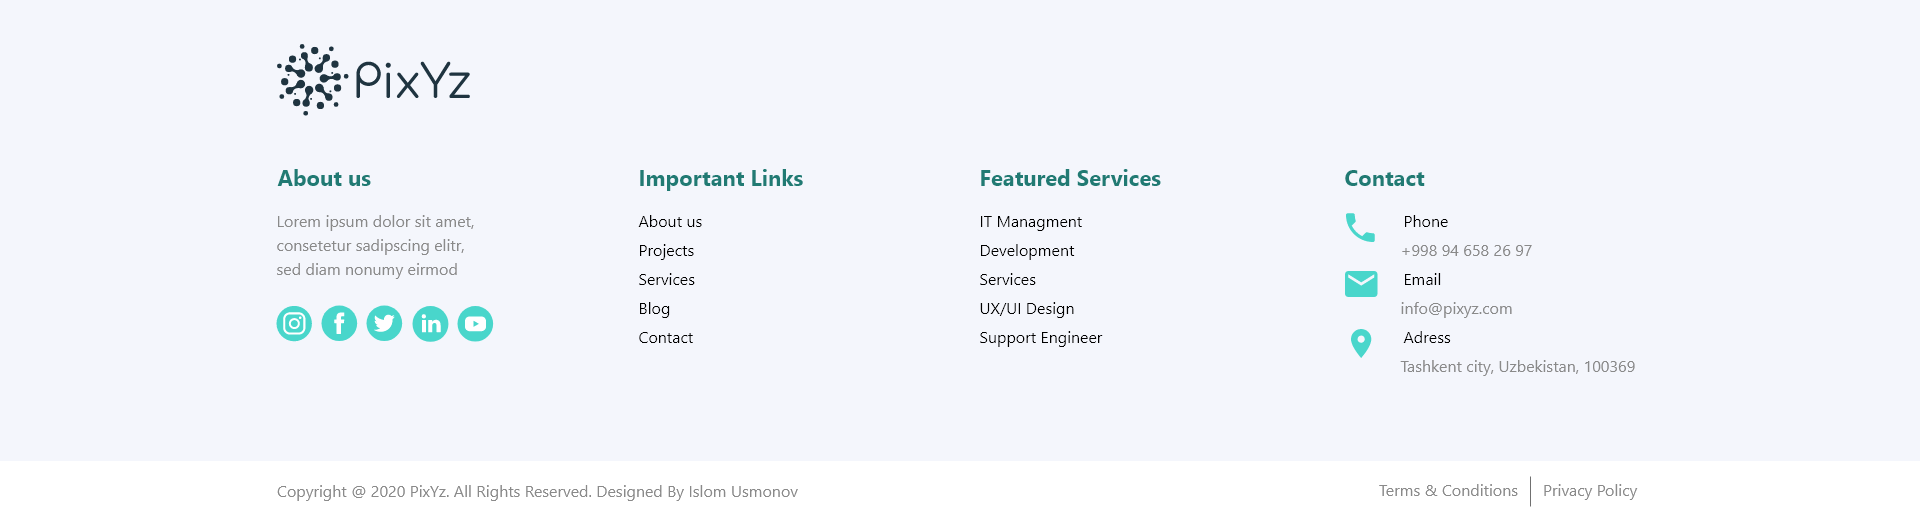 PixYz
About us
Lorem ipsum dolor sit amet,
consetetur sadipscing elitr,
sed diam nonumy eirmod
Important Links
About us
Projects
Services
Blog
Contact
Featured Services
IT Managment
Development
Services
UX/UI Design
Support Engineer
Contact
Phone
+998 94 658 26 97
Email
info@pixyz.com
Adress
Tashkent city, Uzbekistan, 100369
Copyright @ 2020 PixYz. All Rights Reserved. Designed By Islom Usmonov
Terms & Conditions
Privacy Policy